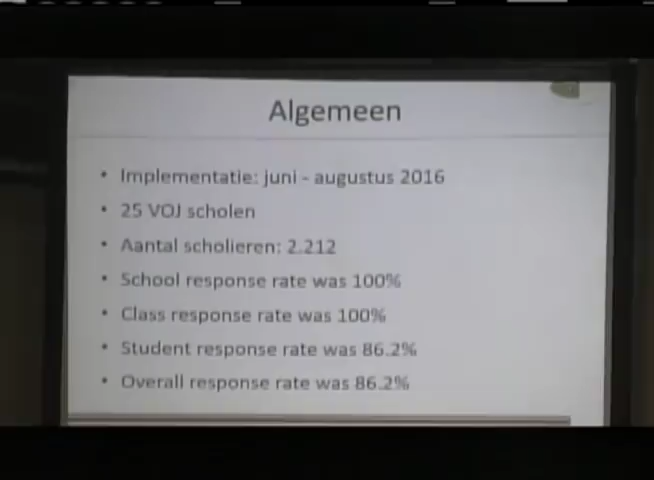 Algemeen
• Implementatie: juni - augustus 2016
• 25 VOJ scholen
• Aantal scholieren: 2.212
• School response rate was 100%
• Class response rate was 100%
• Student response rate was 86.2%
• Overall response rate was 86.2%